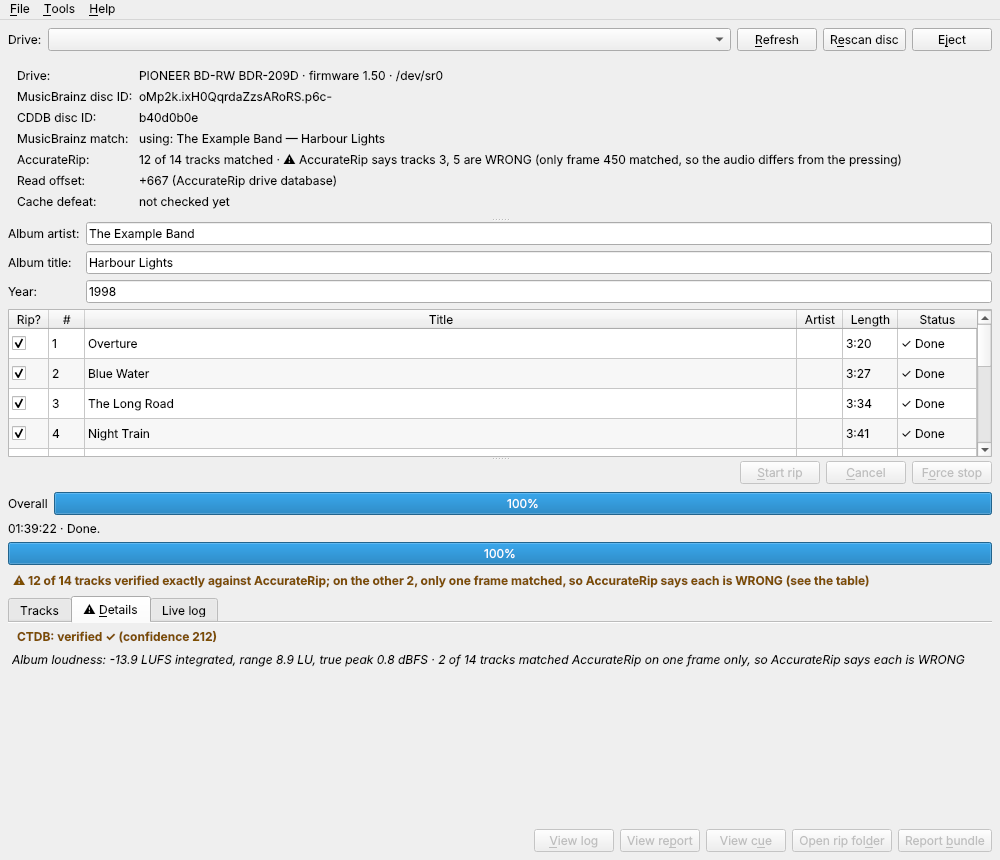 File Tools Help
Drive: Refresh Rescan disc Eject
Drive: PIONEER BD-RW BDR-209D · firmware 1.50 · /dev/sr0
MusicBrainz disc ID: oMp2k.ixH0QqrdaZzsARoRS.p6c-
CDDB disc ID: b40d0b0e
MusicBrainz match: using: The Example Band — Harbour Lights
AccurateRip: 12 of 14 tracks matched · ⚠ AccurateRip says tracks 3, 5 are WRONG (only frame 450 matched, so the audio differs from the pressing)
Read offset: +667 (AccurateRip drive database)
Cache defeat: not checked yet
Album artist: The Example Band
Album title: Harbour Lights
Year: 1998
Rip? # Title Artist Length Status
1 Overture 3:20 ✓ Done
2 Blue Water 3:27 ✓ Done
3 The Long Road 3:34 ✓ Done
4 Night Train 3:41 ✓ Done
Start rip Cancel Force stop
Overall 100%
01:39:22 · Done.
100%
⚠ 12 of 14 tracks verified exactly against AccurateRip; on the other 2, only one frame matched, so AccurateRip says each is WRONG (see the table)
Tracks ⚠ Details Live log
CTDB: verified ✓ (confidence 212)
Album loudness: -13.9 LUFS integrated, range 8.9 LU, true peak 0.8 dBFS · 2 of 14 tracks matched AccurateRip on one frame only, so AccurateRip says each is WRONG
View log View report View cue Open rip folder Report bundle